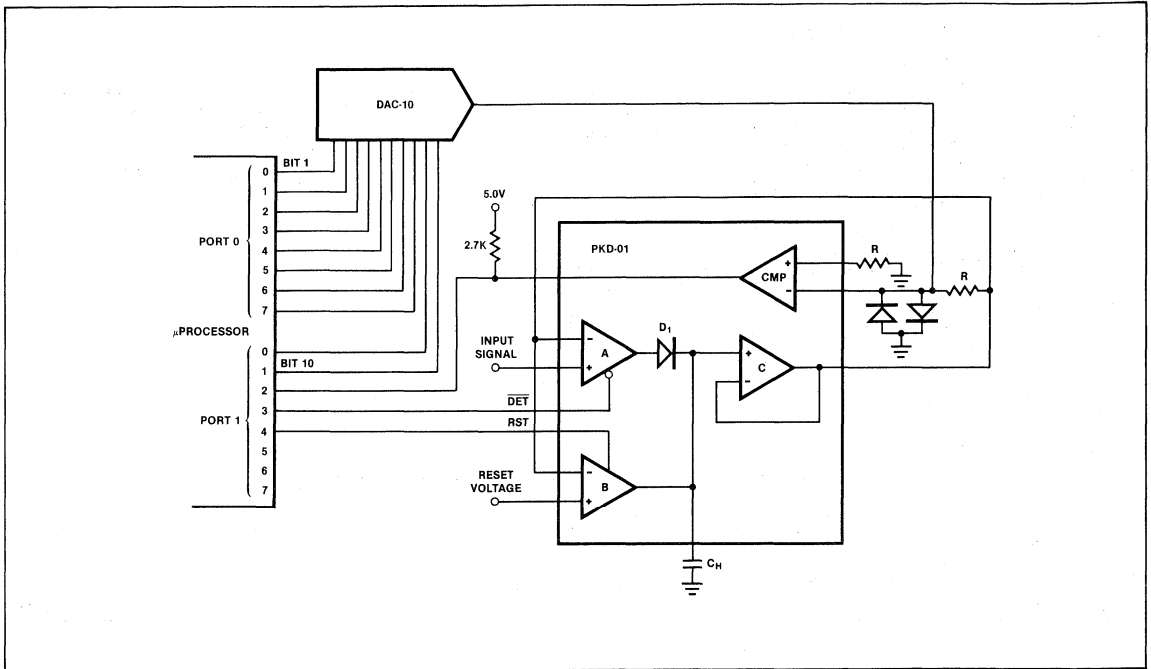 DAC-10
BIT 1
0
1
2
3
4
5
6
7
PORT 0
µPROCESSOR
0
1
2
3
4
5
6
7
PORT 1
BIT 10
5.0V
2.7K
PKD-01
CMP
+
−
R
R
INPUT
SIGNAL
−
+
A
D1
+
−
C
DET
RST
RESET
VOLTAGE
−
+
B
CH